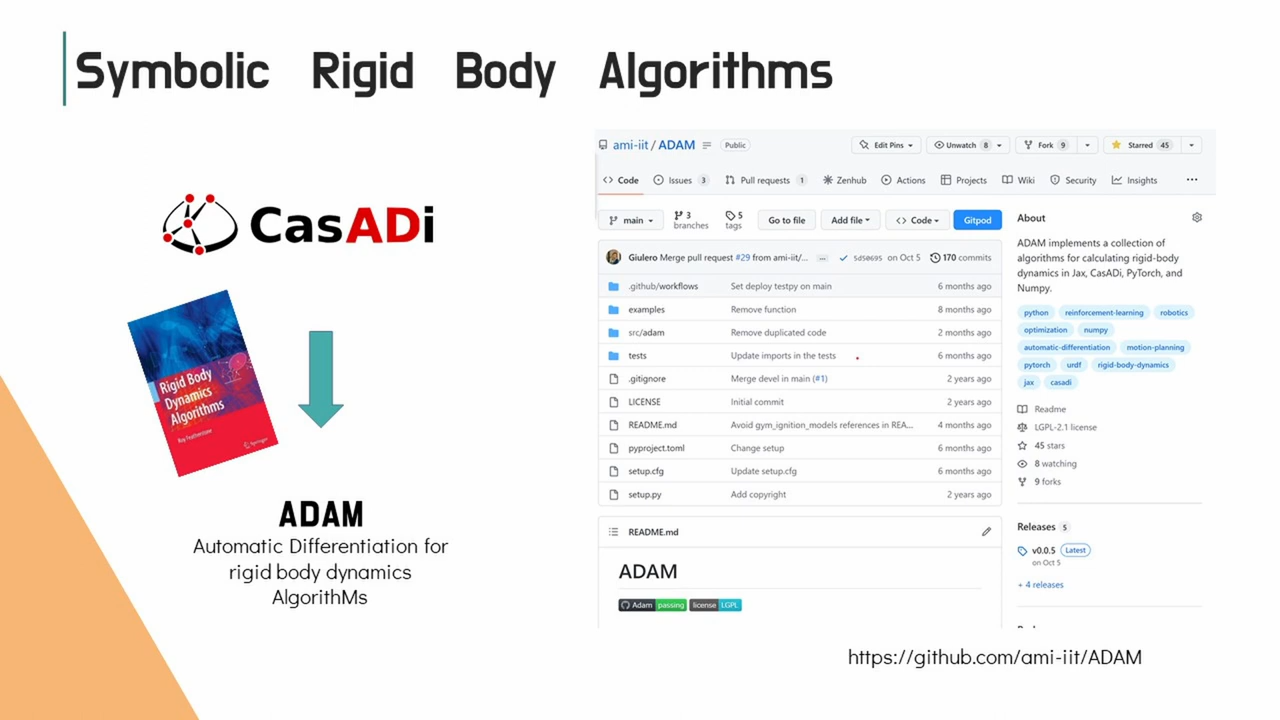 Symbolic Rigid Body Algorithms
CasADi
Rigid Body
Dynamics
Algorithms
Roy Featherstone
Springer
ADAM
Automatic Differentiation for
rigid body dynamics
AlgorithMs
ami-iit / ADAM Public Edit Pins Unwatch 8 Fork 9 Starred 45
Code Issues 3 Pull requests 1 Zenhub Actions Projects Wiki Security Insights
main 3 branches 5 tags Go to file Add file Code Gitpod
Giulero Merge pull request #29 from ami-iit/... 5d50695 on Oct 5 170 commits
.github/workflows Set deploy testpy on main 6 months ago
examples Remove function 8 months ago
src/adam Remove duplicated code 2 months ago
tests Update imports in the tests 6 months ago
.gitignore Merge devel in main (#1) 2 years ago
LICENSE Initial commit 2 years ago
README.md Avoid gym_ignition_models references in REA... 4 months ago
pyproject.toml Change setup 6 months ago
setup.cfg Update setup.cfg 6 months ago
setup.py Add copyright 2 years ago
README.md
ADAM
Adam passing license LGPL
About
ADAM implements a collection of
algorithms for calculating rigid-body
dynamics in Jax, CasADi, PyTorch, and
Numpy.
python reinforcement-learning robotics
optimization numpy
automatic-differentiation motion-planning
pytorch urdf rigid-body-dynamics
jax casadi
Readme
LGPL-2.1 license
45 stars
8 watching
9 forks
Releases 5
v0.0.5 Latest
on Oct 5
+ 4 releases
https://github.com/ami-iit/ADAM